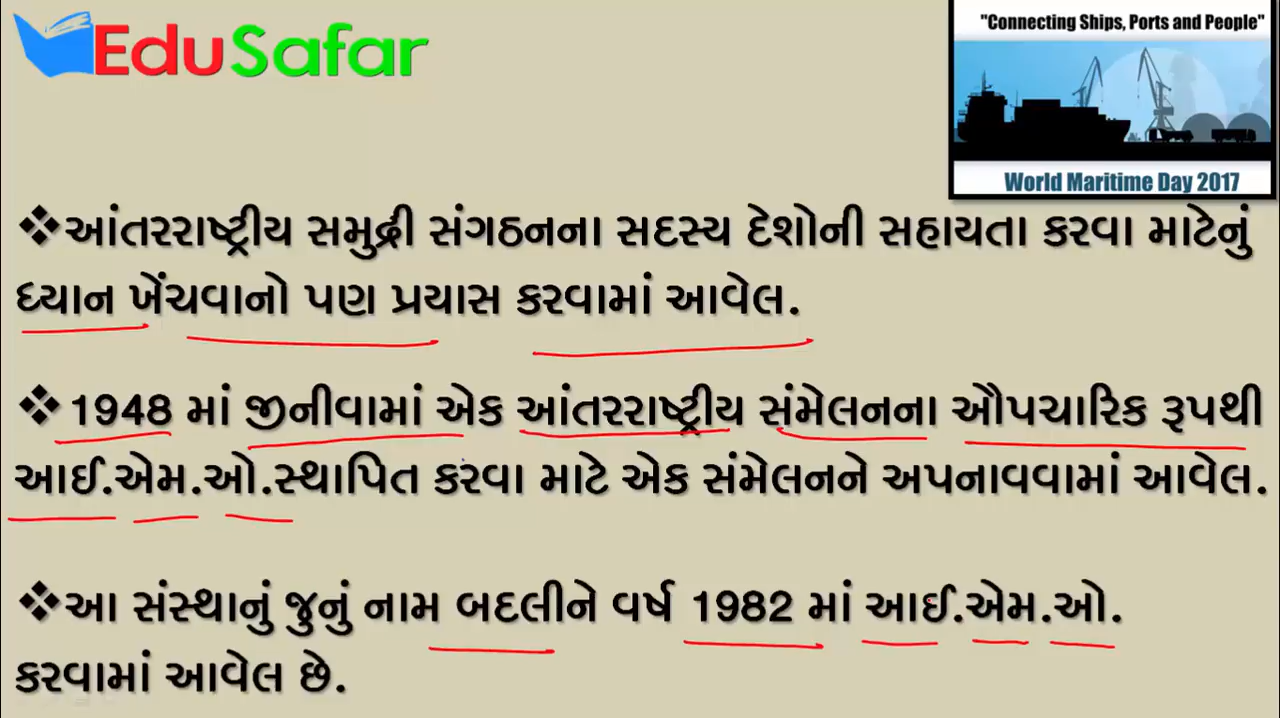 EduSafar
"Connecting Ships, Ports and People"
World Maritime Day 2017
❖આંતરરાષ્ટ્રીય સમુદ્રી સંગઠનના સદસ્ય દેશોની સહાયતા કરવા માટેનું
ધ્યાન ખેંચવાનો પણ પ્રયાસ કરવામાં આવેલ.
❖1948 માં જીનીવામાં એક આંતરરાષ્ટ્રીય સંમેલનના ઔપચારિક રૂપથી
આઈ.એમ.ઓ.સ્થાપિત કરવા માટે એક સંમેલનને અપનાવવામાં આવેલ.
❖આ સંસ્થાનું જુનું નામ બદલીને વર્ષ 1982 માં આઈ.એમ.ઓ.
કરવામાં આવેલ છે.